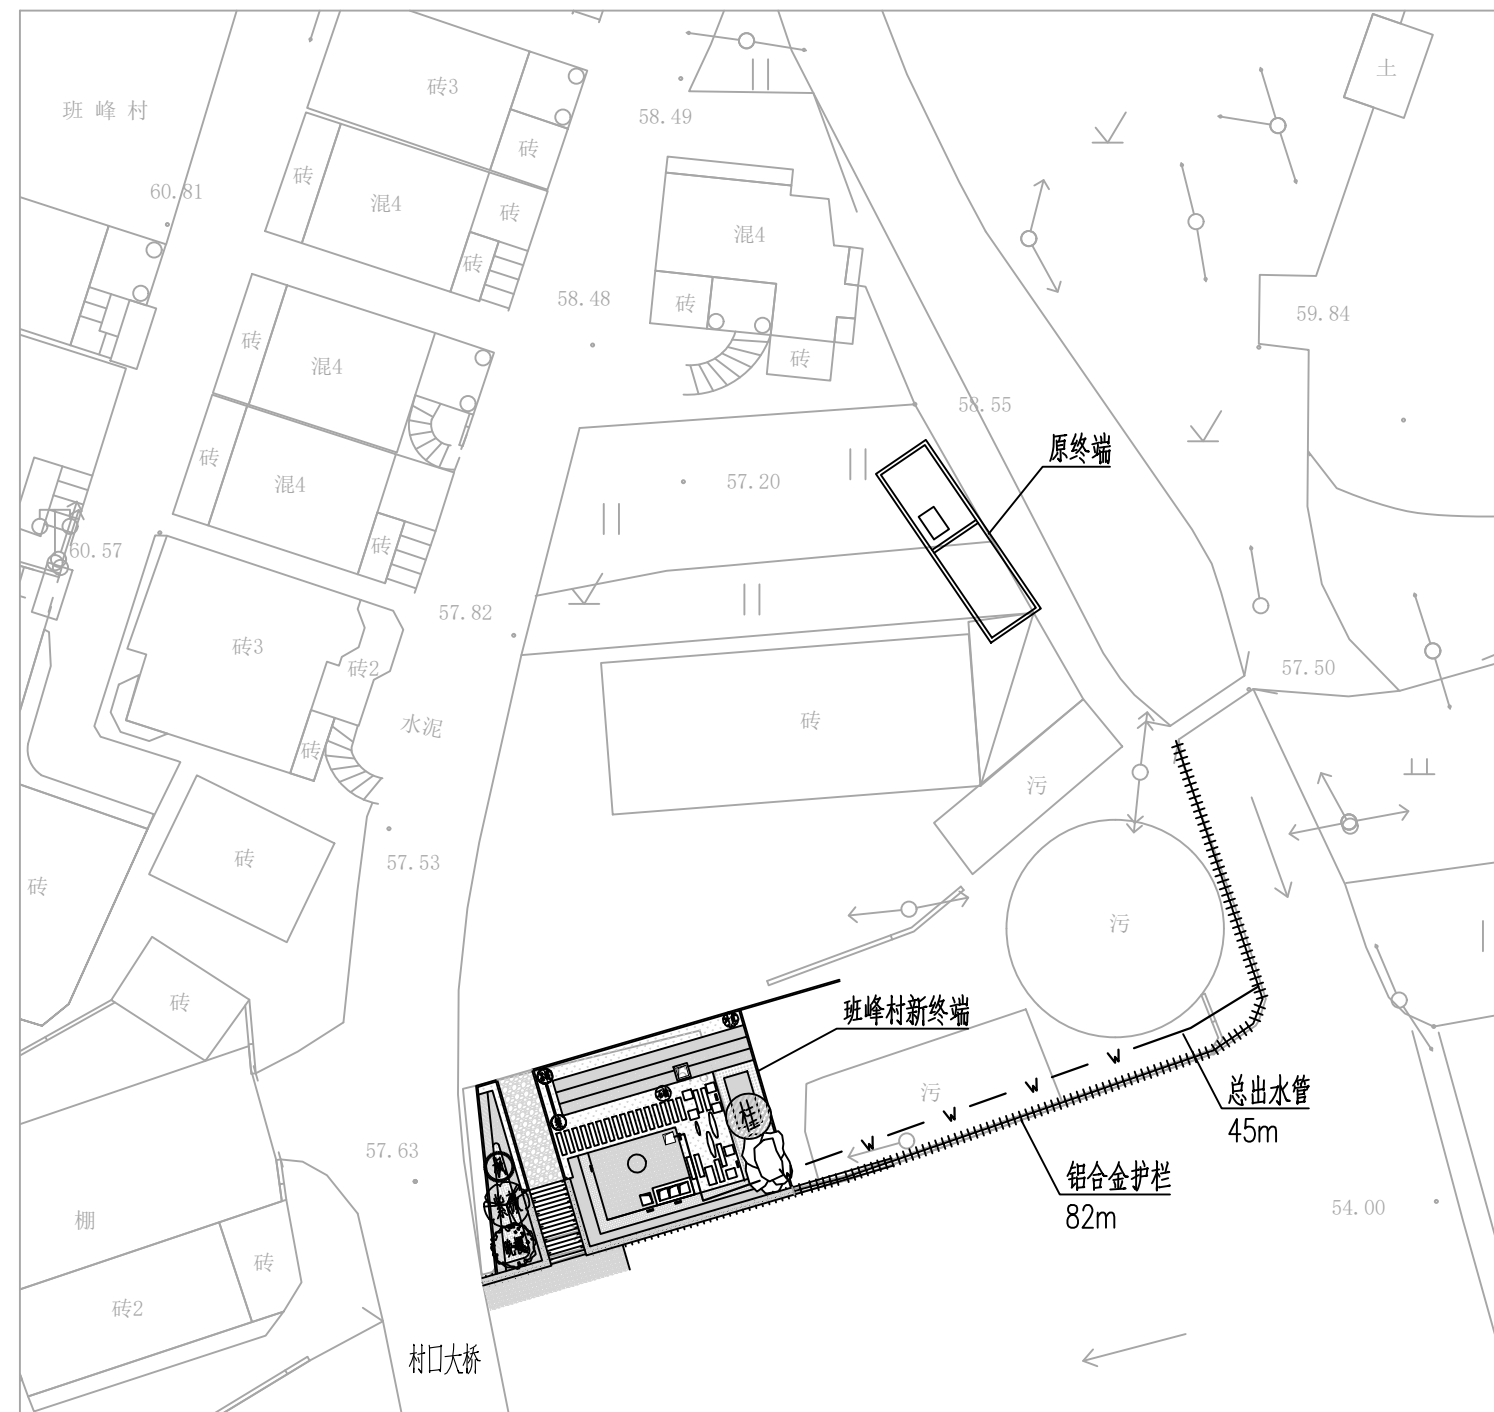 土
砖3
班 峰 村
58.49
砖
砖
60.81
混4
砖
混4
砖
58.48
砖
59.84
砖
砖
混4
58.55
原终端
砖
57.20
混4
砖
60.57
57.82
砖3
砖2
57.50
水泥
砖
砖
污
砖
57.53
砖
污
砖
班峰村新终端
W
W
总出水管
45m
污
桂
W
W
57.63
铝合金护栏
82m
54.00
棚
砖
砖2
村口大桥